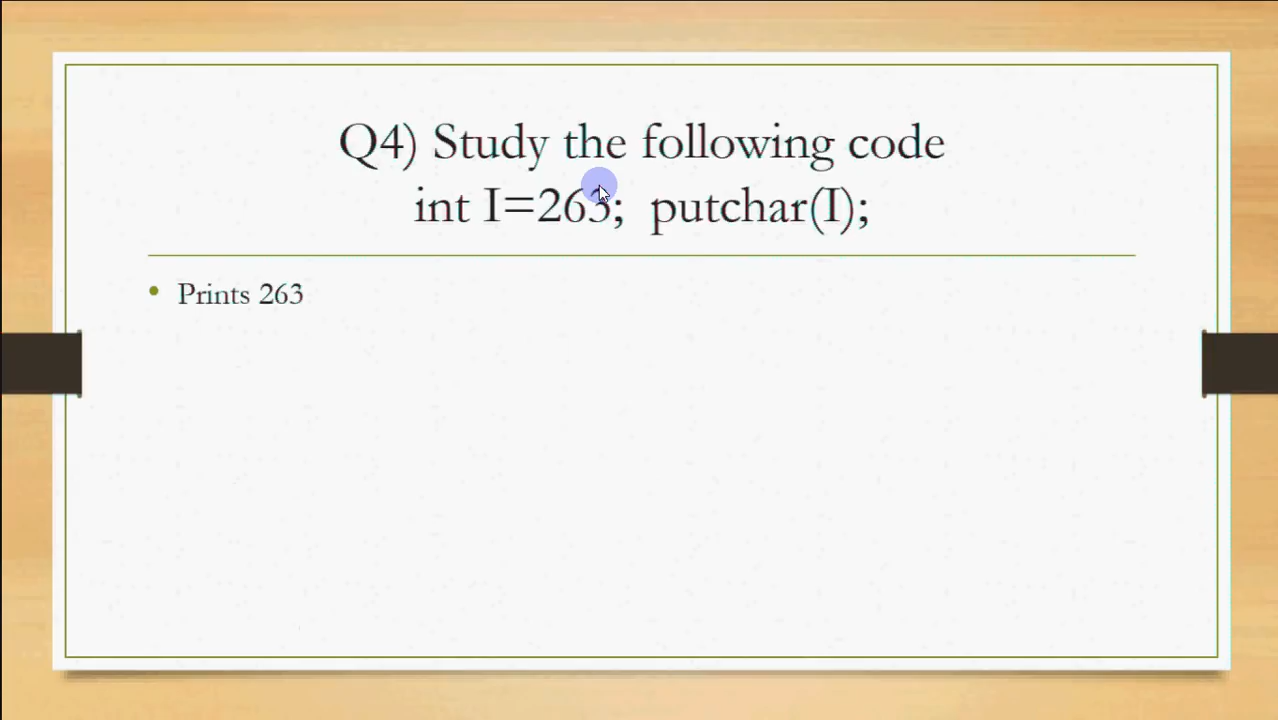 Q4) Study the following code
int I=263; putchar(I);
• Prints 263